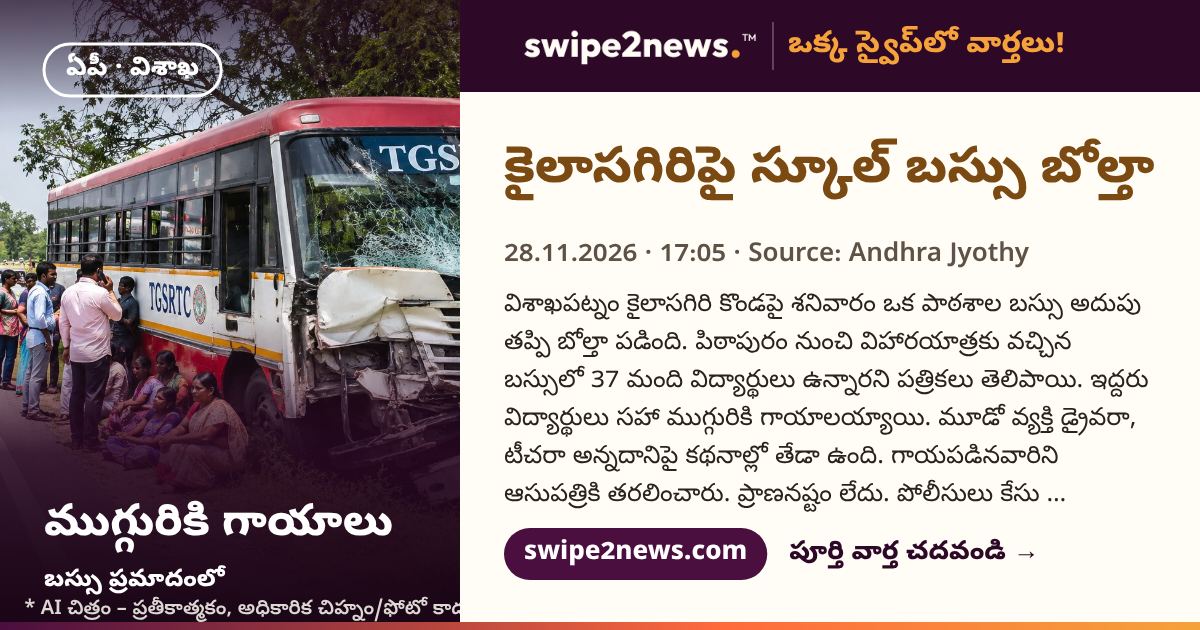 ఏపీ · విశాఖ
TGS
TGSRTC
ముగ్గురికి గాయాలు
బస్సు ప్రమాదంలో
* AI చిత్రం – ప్రతీకాత్మకం, అధికారిక చిహ్నం/ఫోటో కాద
swipe2news.™
ఒక్క స్వైప్‌లో వార్తలు!
కైలాసగిరిపై స్కూల్ బస్సు బోల్తా
28.11.2026 · 17:05 · Source: Andhra Jyothy
విశాఖపట్నం కైలాసగిరి కొండపై శనివారం ఒక పాఠశాల బస్సు అదుపు
తప్పి బోల్తా పడింది. పిఠాపురం నుంచి విహారయాత్రకు వచ్చిన
బస్సులో 37 మంది విద్యార్థులు ఉన్నారని పత్రికలు తెలిపాయి. ఇద్దరు
విద్యార్థులు సహా ముగ్గురికి గాయాలయ్యాయి. మూడో వ్యక్తి డ్రైవరా,
టీచరా అన్నదానిపై కథనాల్లో తేడా ఉంది. గాయపడినవారిని
ఆసుపత్రికి తరలించారు. ప్రాణనష్టం లేదు. పోలీసులు కేసు ...
swipe2news.com
పూర్తి వార్త చదవండి →